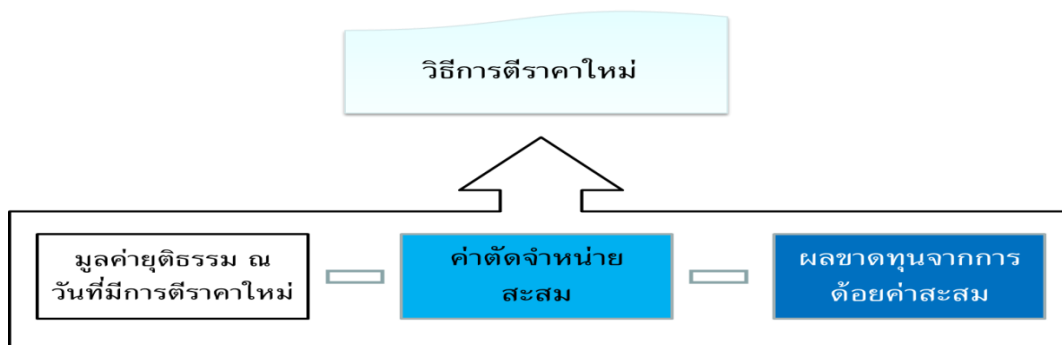 วิธีการตีราคาใหม่
มูลค่ายุติธรรม ณ
วันที่มีการตีราคาใหม่
ค่าตัดจำหน่าย
สะสม
ผลขาดทุนจากการ
ด้อยค่าสะสม